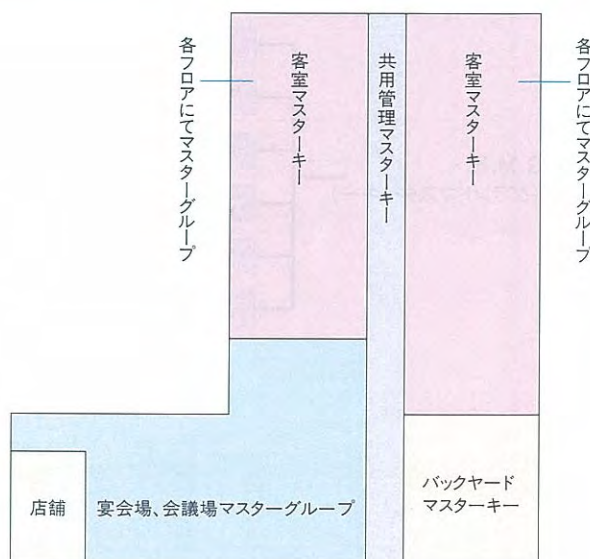 各フロアにてマスターグループ
客室マスターキー
共用管理マスターキー
客室マスターキー
各フロアにてマスターグループ
店舗
宴会場、会議場マスターグループ
バックヤード
マスターキー